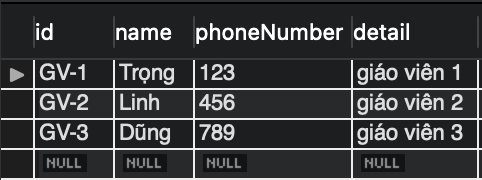 id name phoneNumber detail
GV-1 Trọng 123 giáo viên 1
GV-2 Linh 456 giáo viên 2
GV-3 Dũng 789 giáo viên 3
NULL NULL NULL NULL